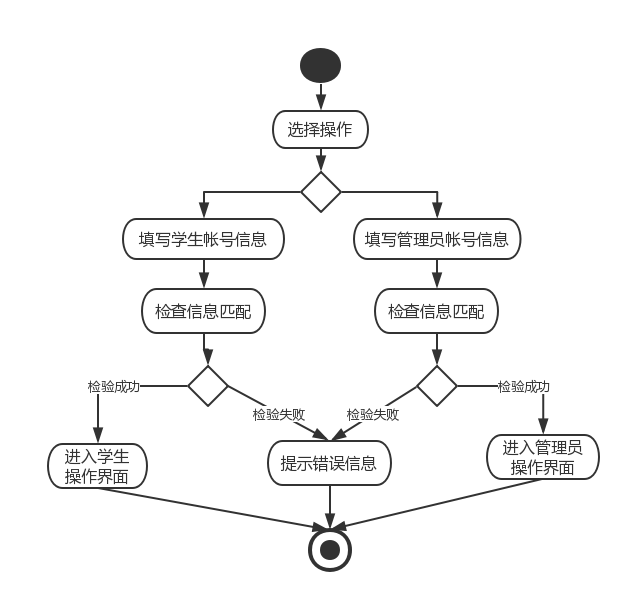 选择操作
填写学生帐号信息
填写管理员帐号信息
检查信息匹配
检查信息匹配
检验成功
检验成功
检验失败
检验失败
进入学生
操作界面
提示错误信息
进入管理员
操作界面